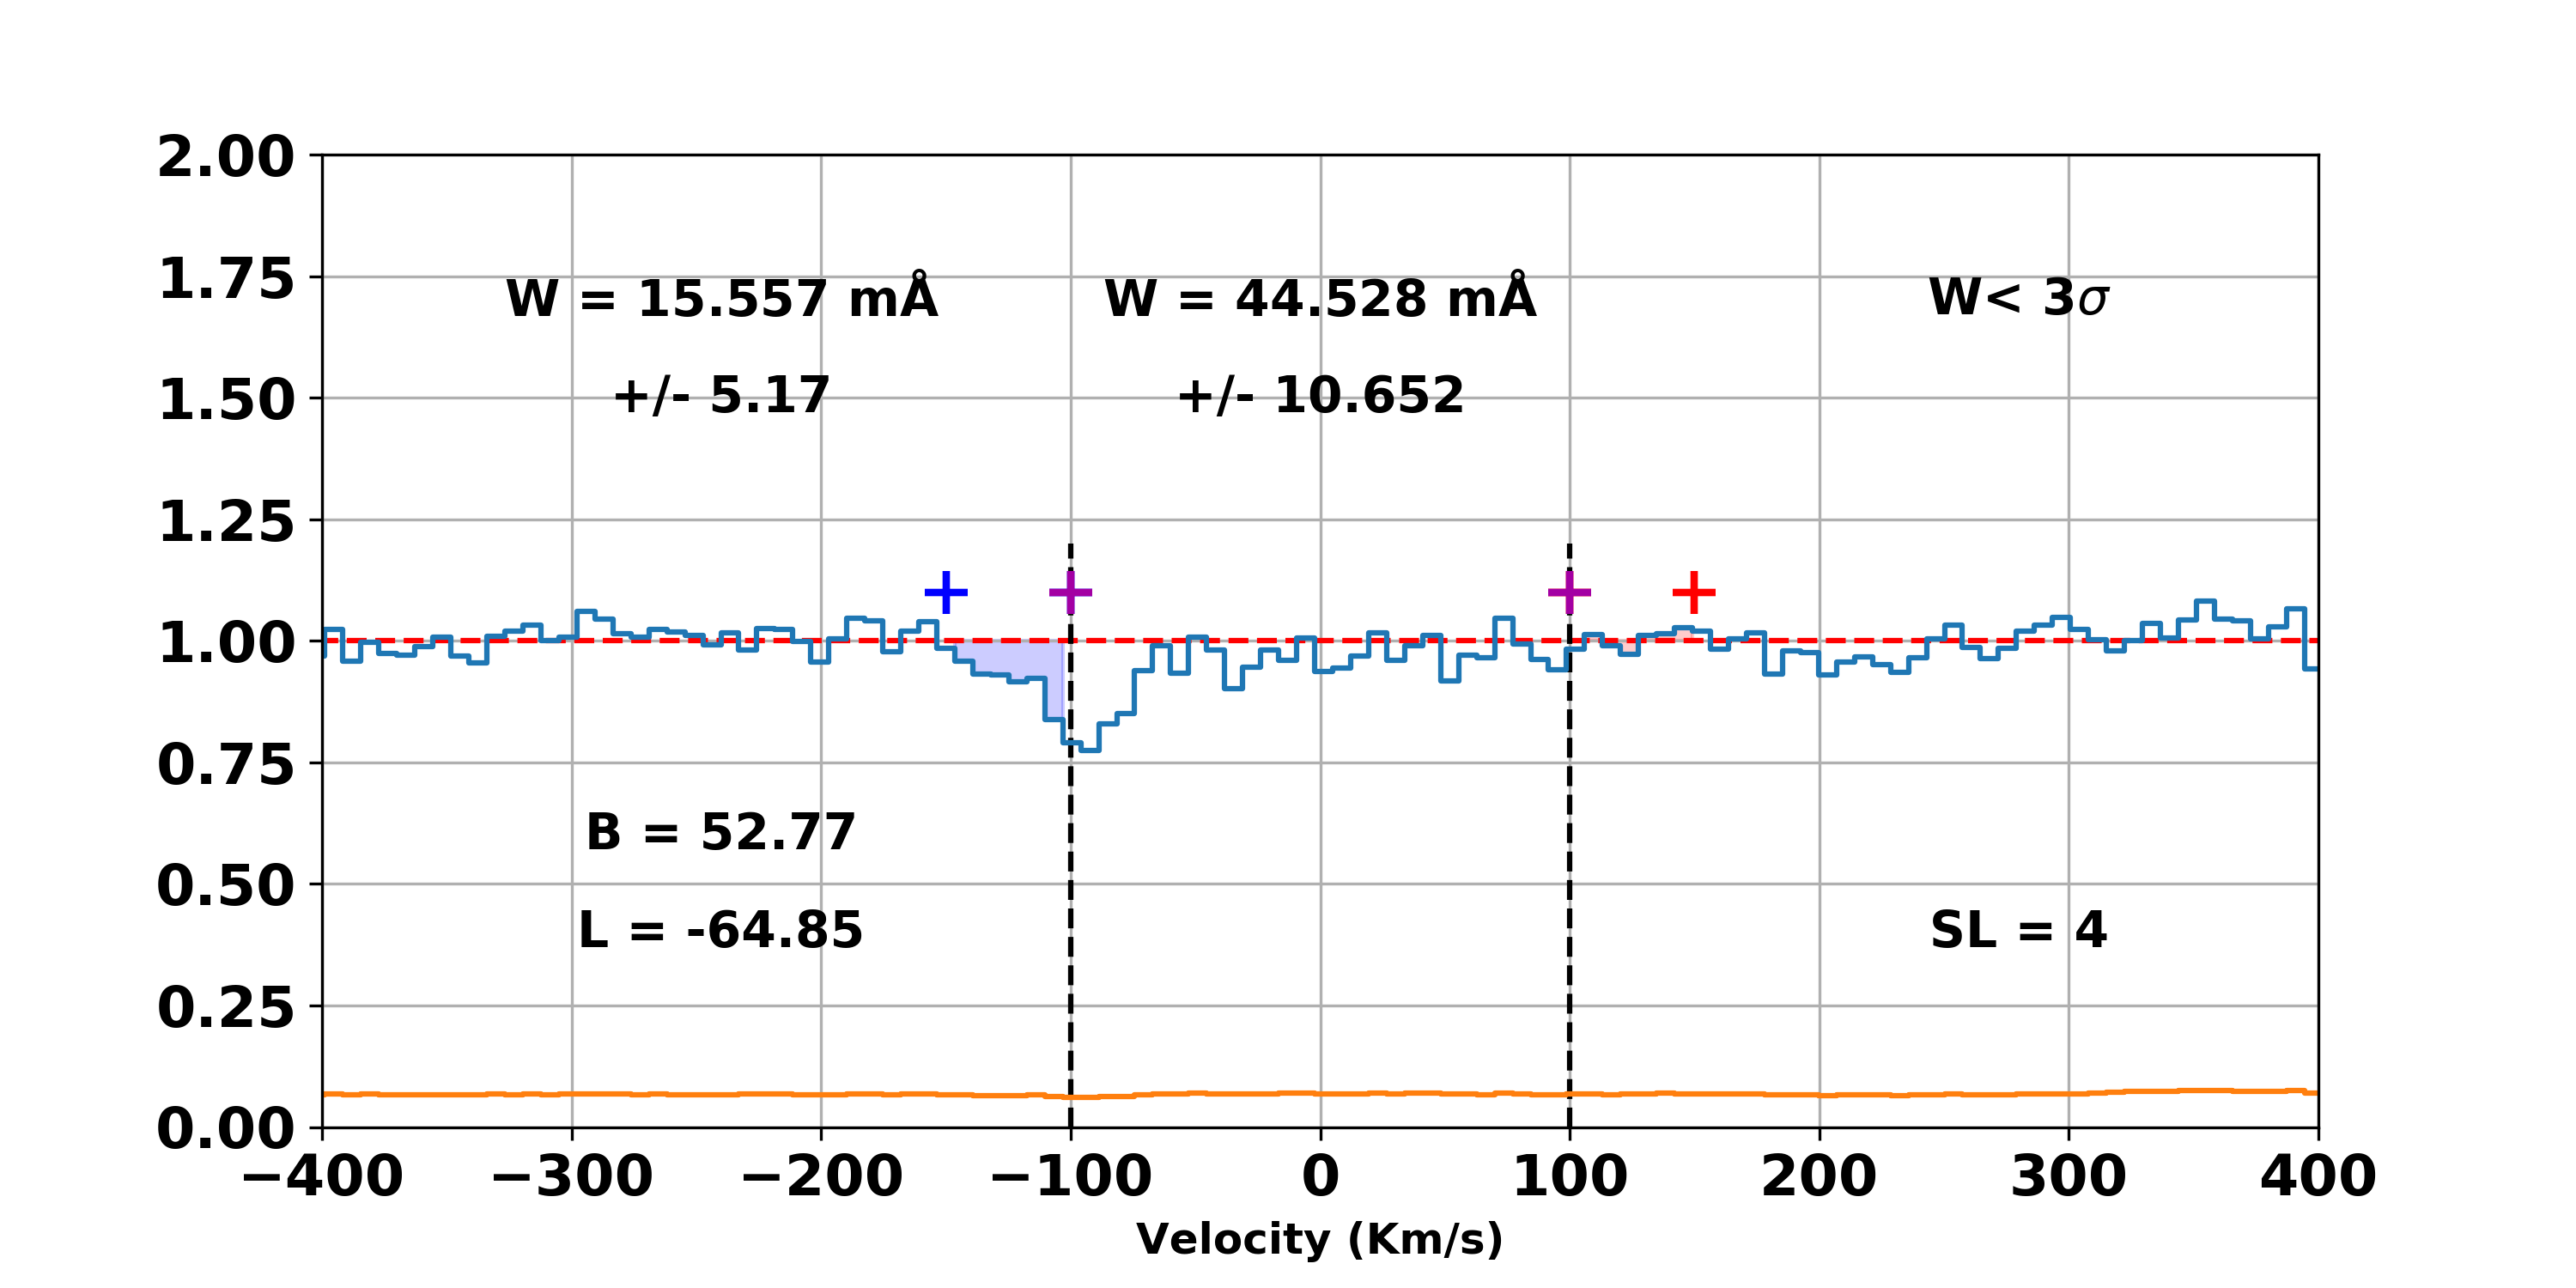 2.00
1.75
1.50
1.25
1.00
0.75
0.50
0.25
0.00
W = 15.557 mÅ
+/- 5.17
W = 44.528 mÅ
+/- 10.652
W< 3σ
B = 52.77
L = -64.85
SL = 4
−400 −300 −200 −100 0 100 200 300 400
Velocity (Km/s)